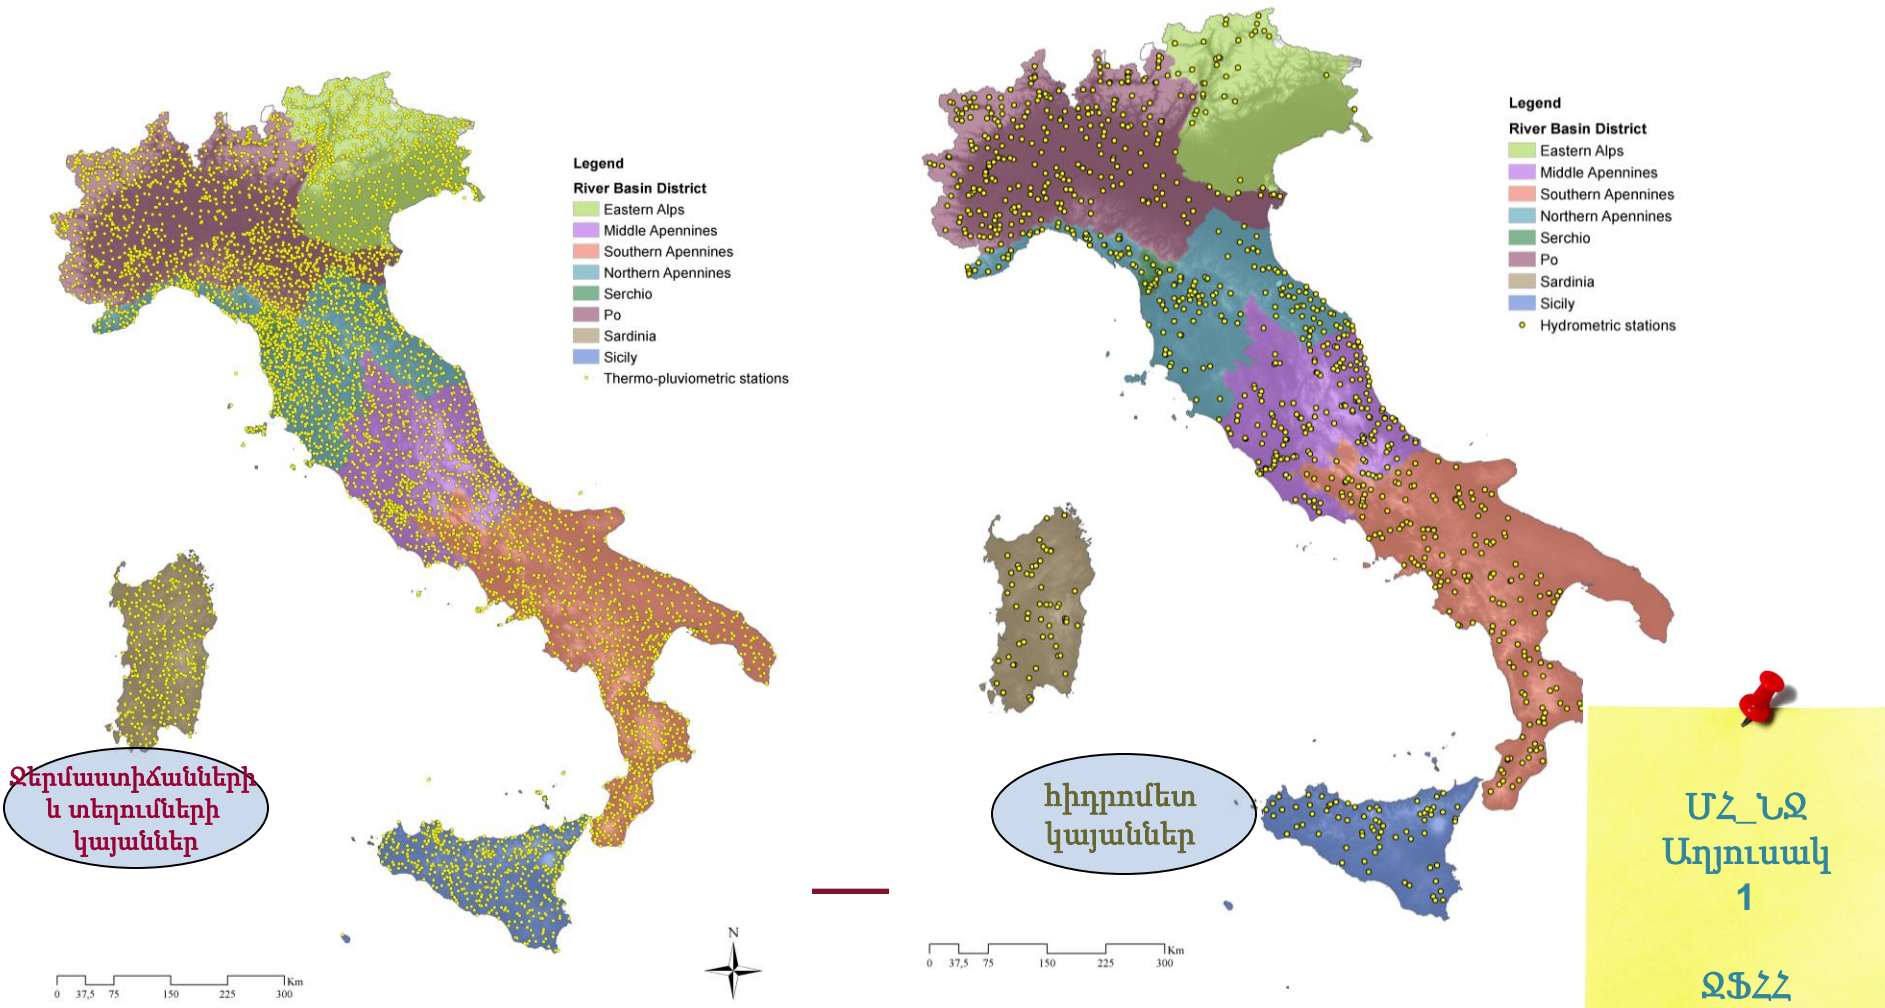 Legend
River Basin District
Eastern Alps
Middle Apennines
Southern Apennines
Northern Apennines
Serchio
Po
Sardinia
Sicily
Thermo-pluviometric stations
Ջերմաստիճանների
և տեղումների
կայաններ
0 37,5 75 150 225 300 Km
N
Legend
River Basin District
Eastern Alps
Middle Apennines
Southern Apennines
Northern Apennines
Serchio
Po
Sardinia
Sicily
Hydrometric stations
հիդրոմետ
կայաններ
0 37,5 75 150 225 300 Km
ՄՀ_ՆՋ
Աղյուսակ
1
ՋՖՀՀ